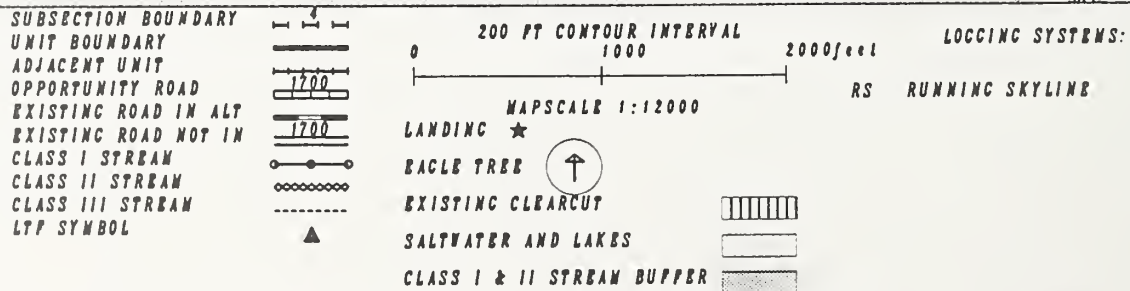 SUBSECTION BOUNDARY 4
UNIT BOUNDARY
ADJACENT UNIT
OPPORTUNITY ROAD 1700
EXISTING ROAD IN ALT
EXISTING ROAD NOT IN 1700
CLASS I STREAM
CLASS II STREAM
CLASS III STREAM
LTF SYMBOL
200 FT CONTOUR INTERVAL
0 1000 2000feet
MAPSCALE 1:12000
LANDING
EAGLE TREE
EXISTING CLEARCUT
SALTWATER AND LAKES
CLASS I & II STREAM BUFFER
LOGGING SYSTEMS:
RS RUNNING SKYLINE